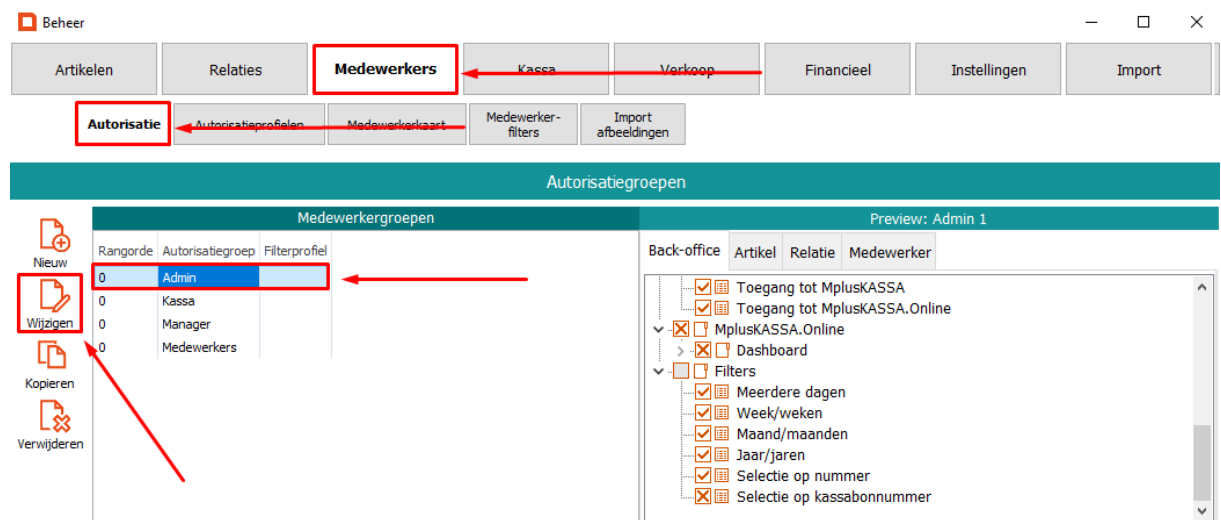 Beheer
Artikelen
Relaties
Medewerkers
Kassa
Verkoop
Financieel
Instellingen
Import
Autorisatie
Autorisatieprofielen
Medewerkerkaart
Medewerker-
filters
Import
afbeeldingen
Autorisatiegroepen
Nieuw
Wijzigen
Kopieren
Verwijderen
Medewerkergroepen
Rangorde Autorisatiegroep Filterprofiel
0 Admin
0 Kassa
0 Manager
0 Medewerkers
Preview: Admin 1
Back-office Artikel Relatie Medewerker
Toegang tot MplusKASSA
Toegang tot MplusKASSA.Online
MplusKASSA.Online
Dashboard
Filters
Meerdere dagen
Week/weken
Maand/maanden
Jaar/jaren
Selectie op nummer
Selectie op kassabonnummer